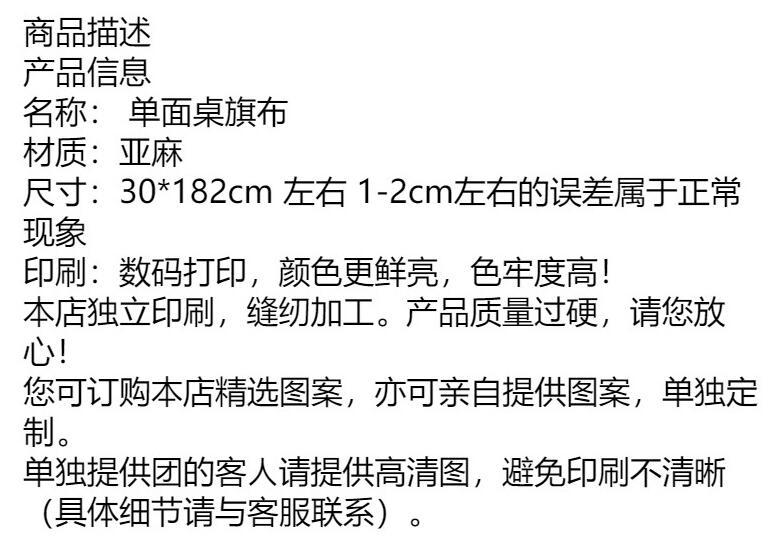 商品描述
产品信息
名称： 单面桌旗布
材质：亚麻
尺寸：30*182cm 左右 1-2cm左右的误差属于正常
现象
印刷：数码打印，颜色更鲜亮，色牢度高！
本店独立印刷，缝纫加工。产品质量过硬，请您放
心！
您可订购本店精选图案，亦可亲自提供图案，单独定
制。
单独提供团的客人请提供高清图，避免印刷不清晰
（具体细节请与客服联系）。